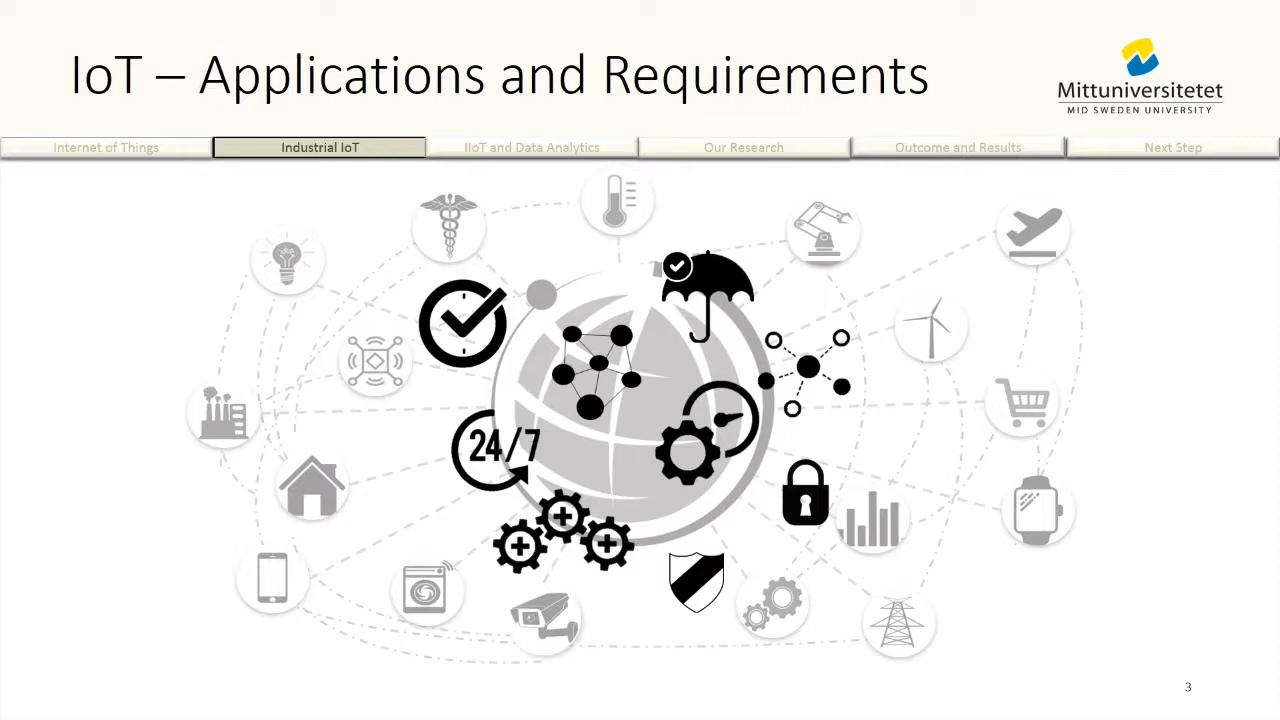 IoT – Applications and Requirements
Mittuniversitetet
MID SWEDEN UNIVERSITY
Internet of Things
Industrial IoT
IIoT and Data Analytics
Our Research
Outcome and Results
Next Step
24/7
3